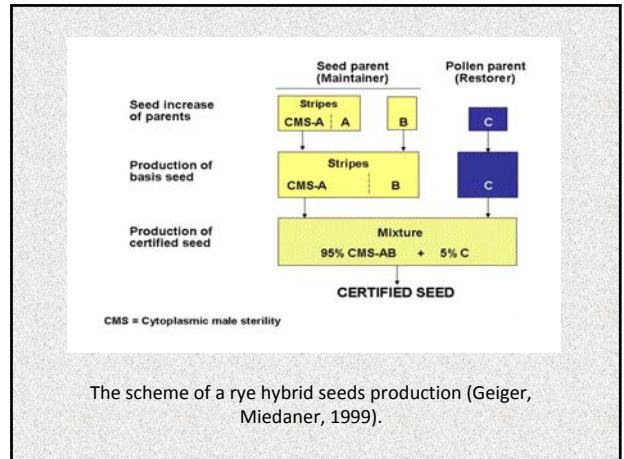 Seed parent
(Maintainer)
Pollen parent
(Restorer)
Seed increase
of parents
Stripes
CMS-A A
B
C
Production of
basis seed
Stripes
CMS-A B
C
Production of
certified seed
Mixture
95% CMS-AB + 5% C
CERTIFIED SEED
CMS = Cytoplasmic male sterility
The scheme of a rye hybrid seeds production (Geiger,
Miedaner, 1999).